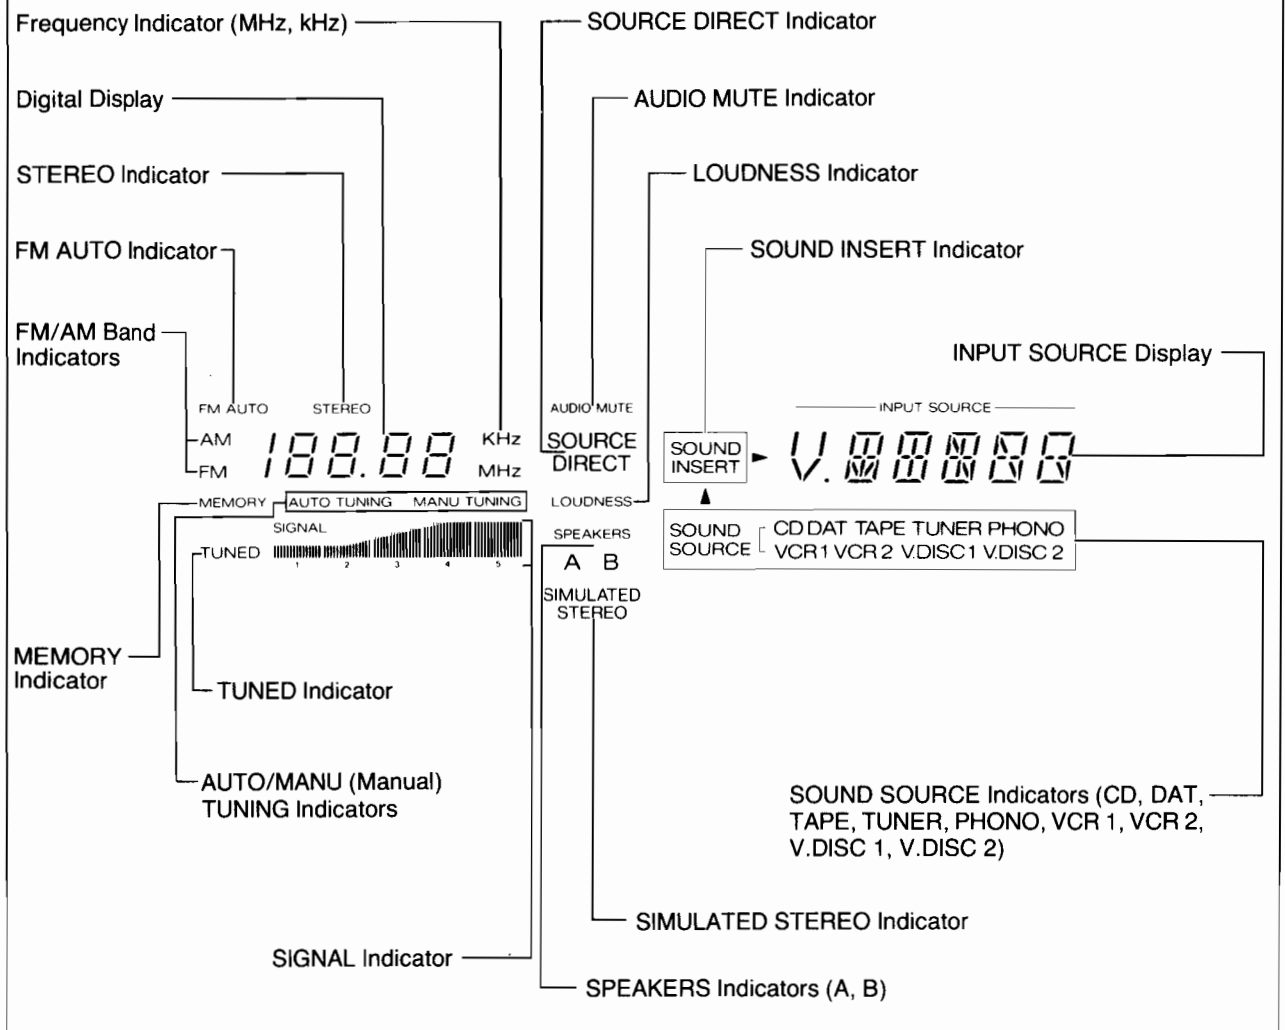 Frequency Indicator (MHz, kHz)
SOURCE DIRECT Indicator
Digital Display
AUDIO MUTE Indicator
STEREO Indicator
LOUDNESS Indicator
FM AUTO Indicator
SOUND INSERT Indicator
FM/AM Band
Indicators
INPUT SOURCE Display
FM AUTO
STEREO
AM
FM
188.88
KHz
MHz
MEMORY
AUTO TUNING
MANU TUNING
SIGNAL
TUNED
1 2 3 4 5
AUDIO MUTE
SOURCE
DIRECT
LOUDNESS
SPEAKERS
A B
SIMULATED
STEREO
INPUT SOURCE
SOUND
INSERT
V.
SOUND
SOURCE
CD DAT TAPE TUNER PHONO
VCR 1 VCR 2 V.DISC 1 V.DISC 2
MEMORY
Indicator
TUNED Indicator
AUTO/MANU (Manual)
TUNING Indicators
SOUND SOURCE Indicators (CD, DAT,
TAPE, TUNER, PHONO, VCR 1, VCR 2,
V.DISC 1, V.DISC 2)
SIMULATED STEREO Indicator
SIGNAL Indicator
SPEAKERS Indicators (A, B)